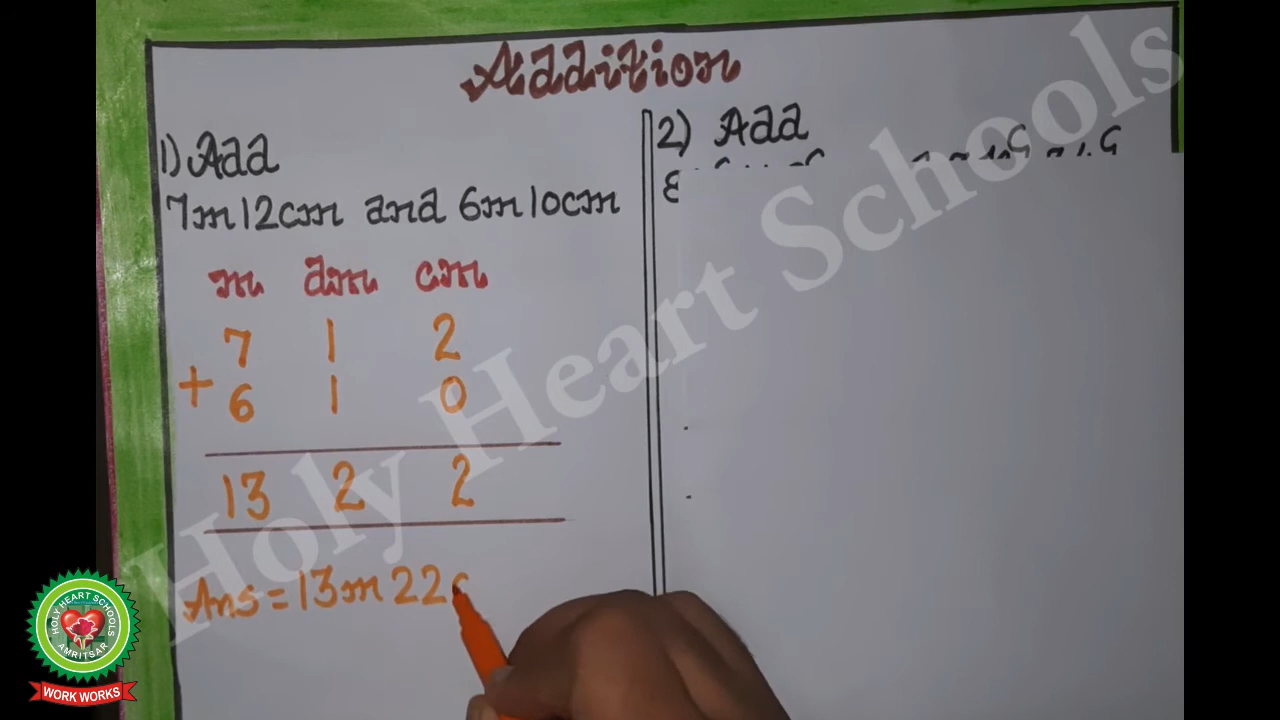 Addition
1) Add
7m12cm and 6m10cm
m dm cm
7 1 2
+ 6 1 0
13 2 2
Ans = 13m 22c
2) Add
Holy Heart Schools
HOLY HEART SCHOOLS
AMRITSAR
WORK WORKS